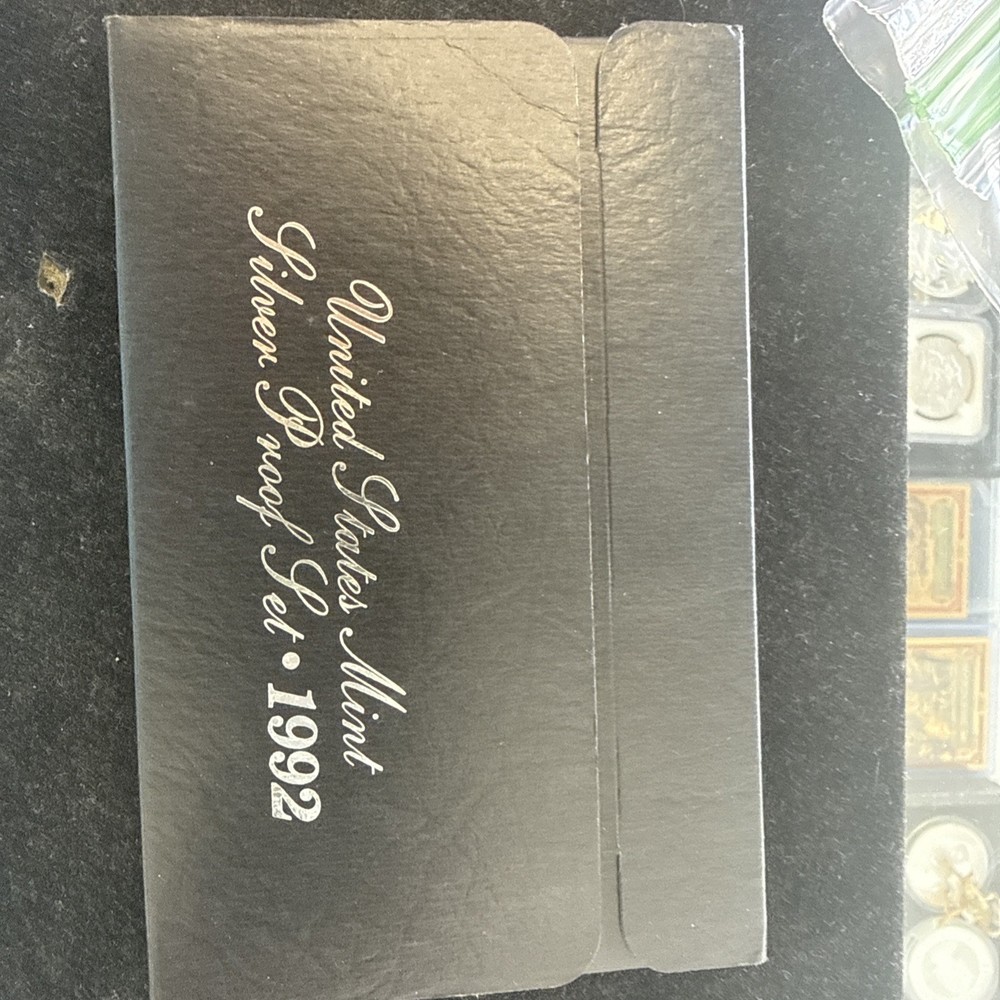 United States Mint
Silver Proof Set • 1992